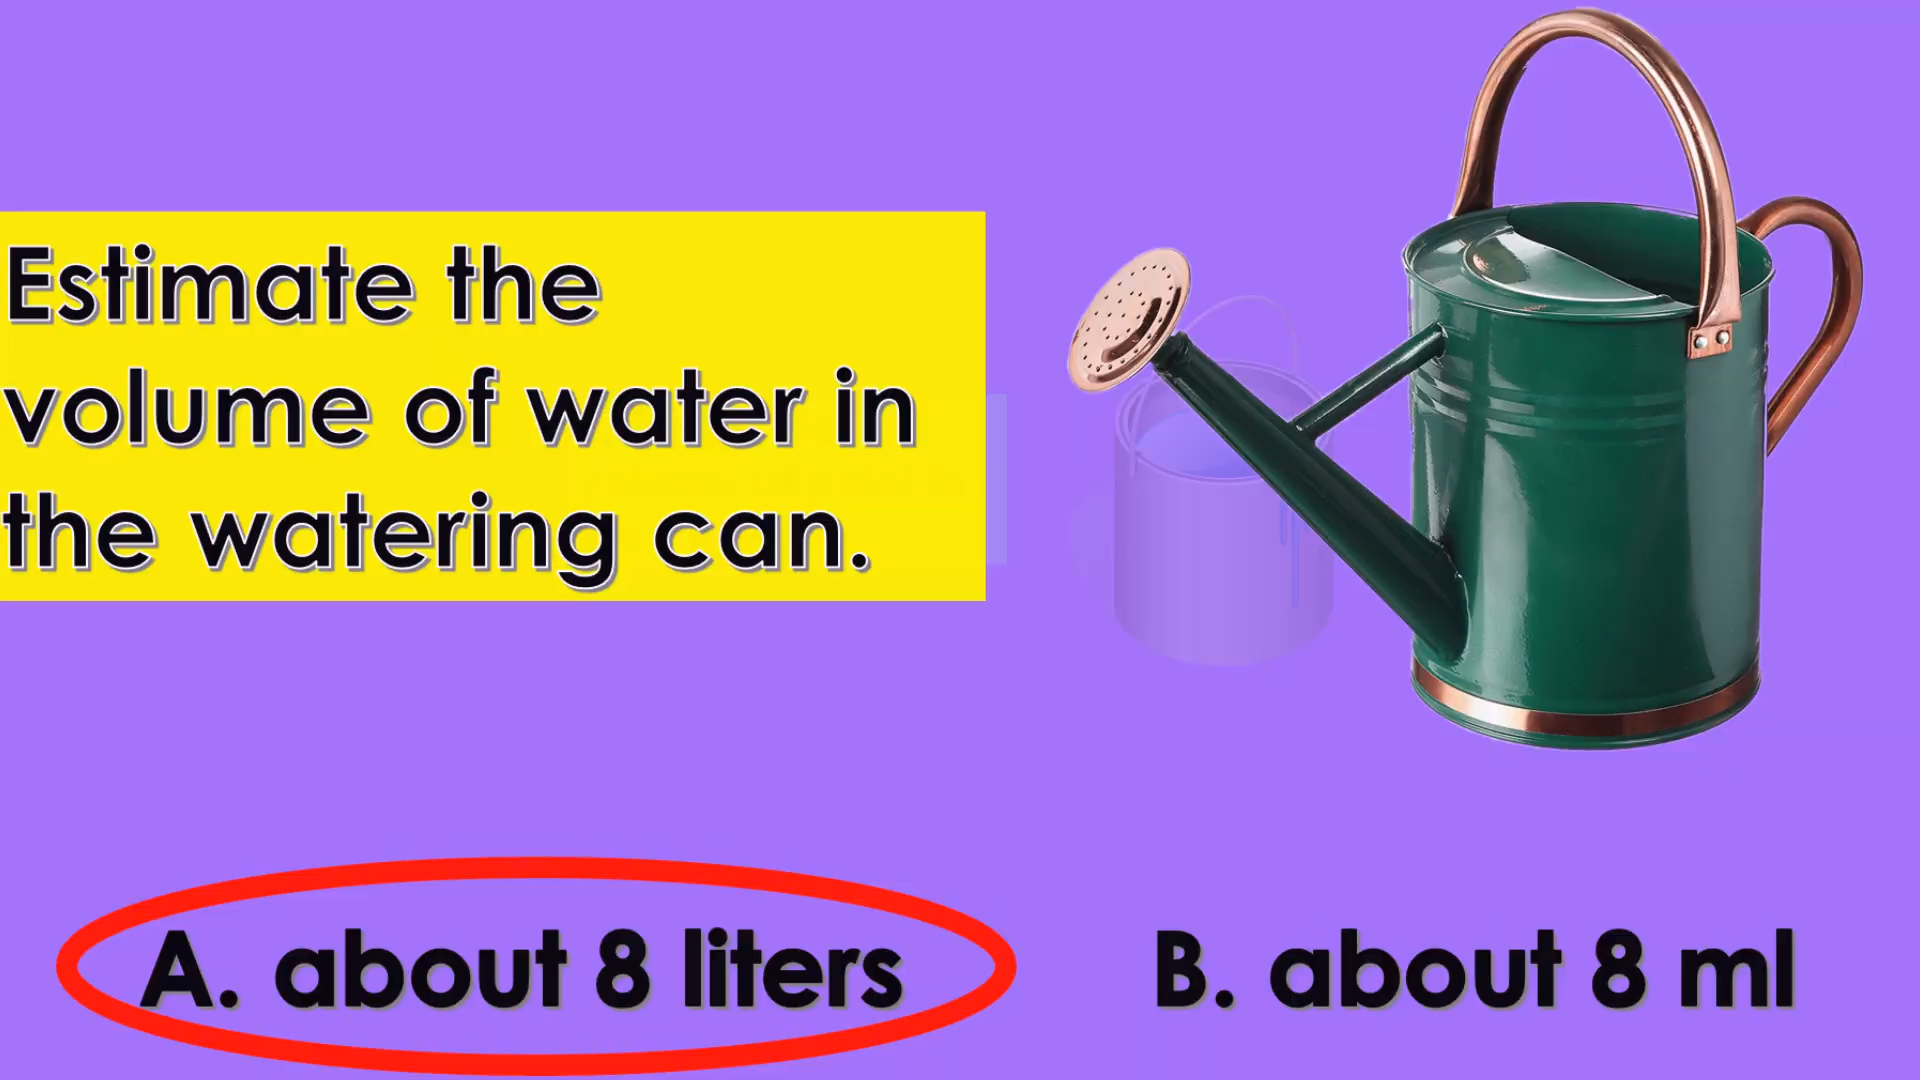 Estimate the
volume of water in
the watering can.
A. about 8 liters
B. about 8 ml